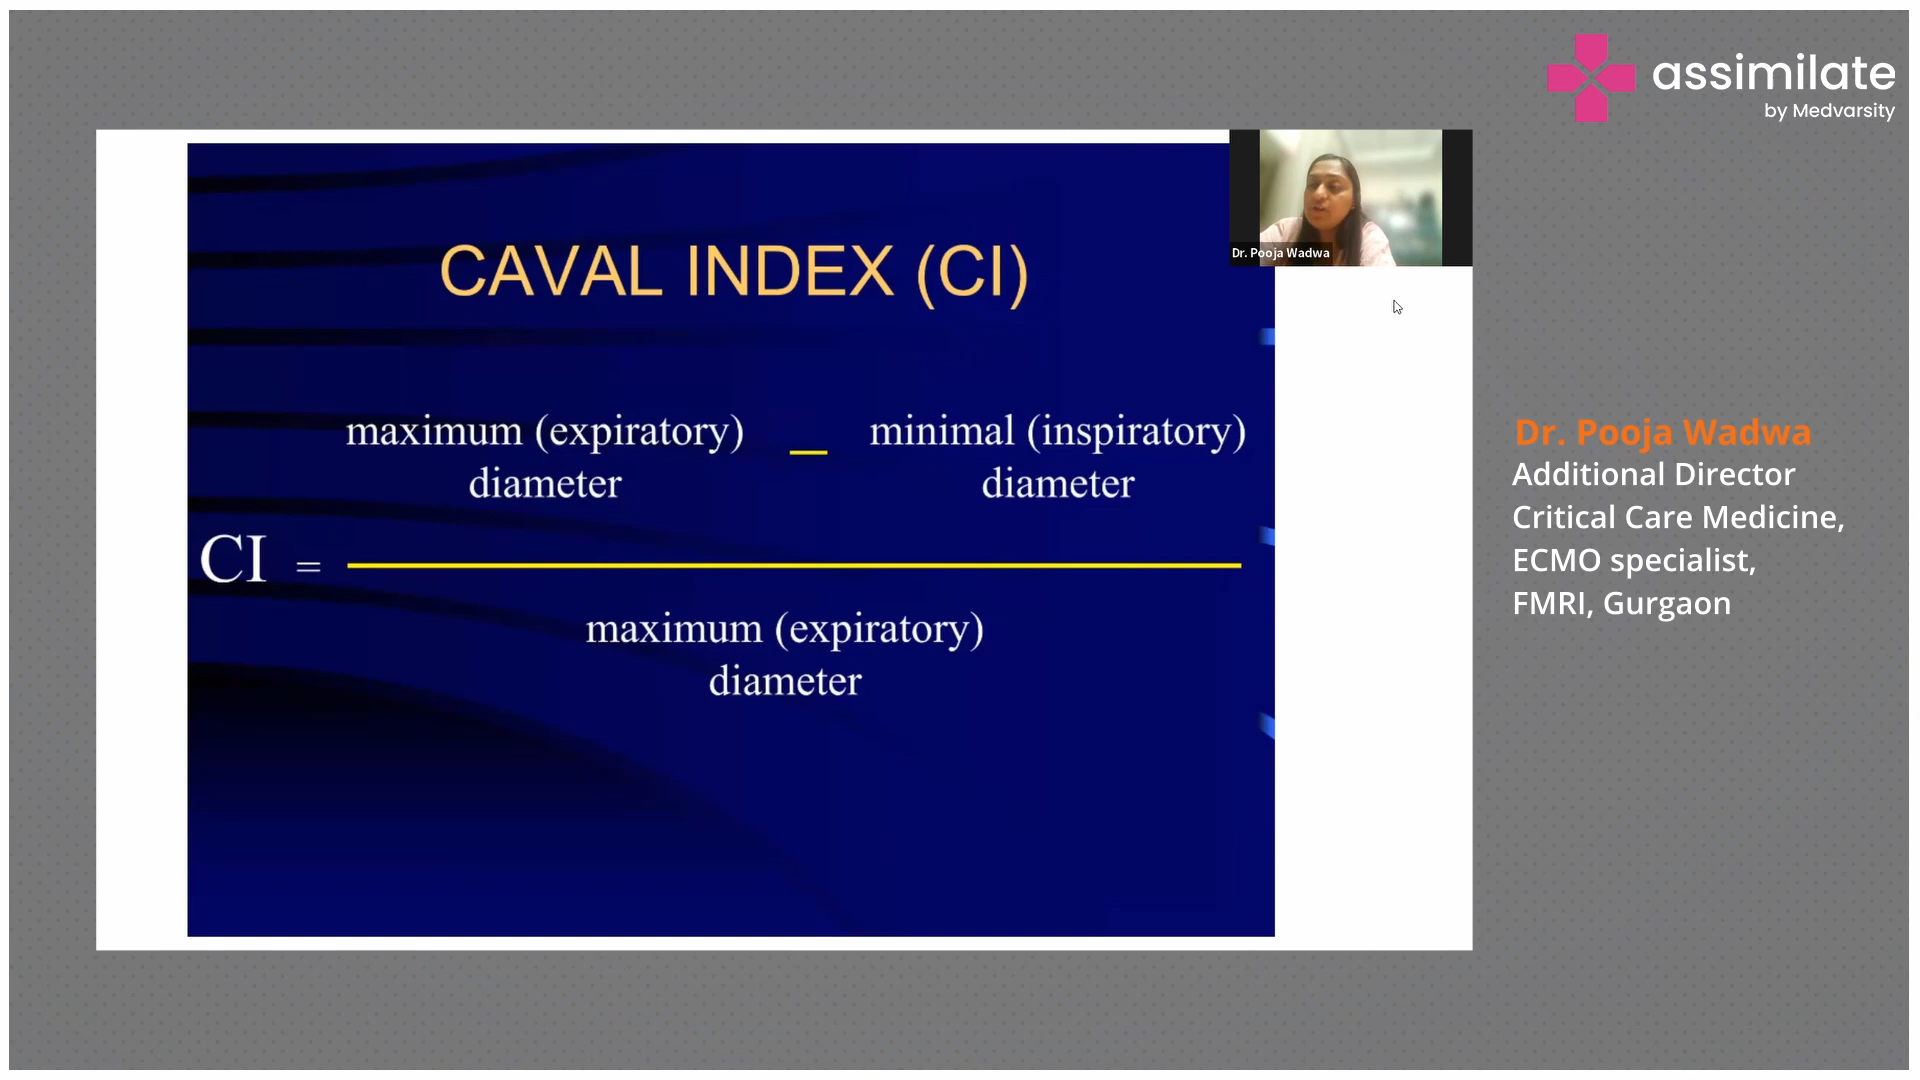 assimilate
by Medvarsity
Dr. Pooja Wadwa
CAVAL INDEX (CI)
maximum (expiratory)
diameter
–
minimal (inspiratory)
diameter
CI =
maximum (expiratory)
diameter
Dr. Pooja Wadwa
Additional Director
Critical Care Medicine,
ECMO specialist,
FMRI, Gurgaon